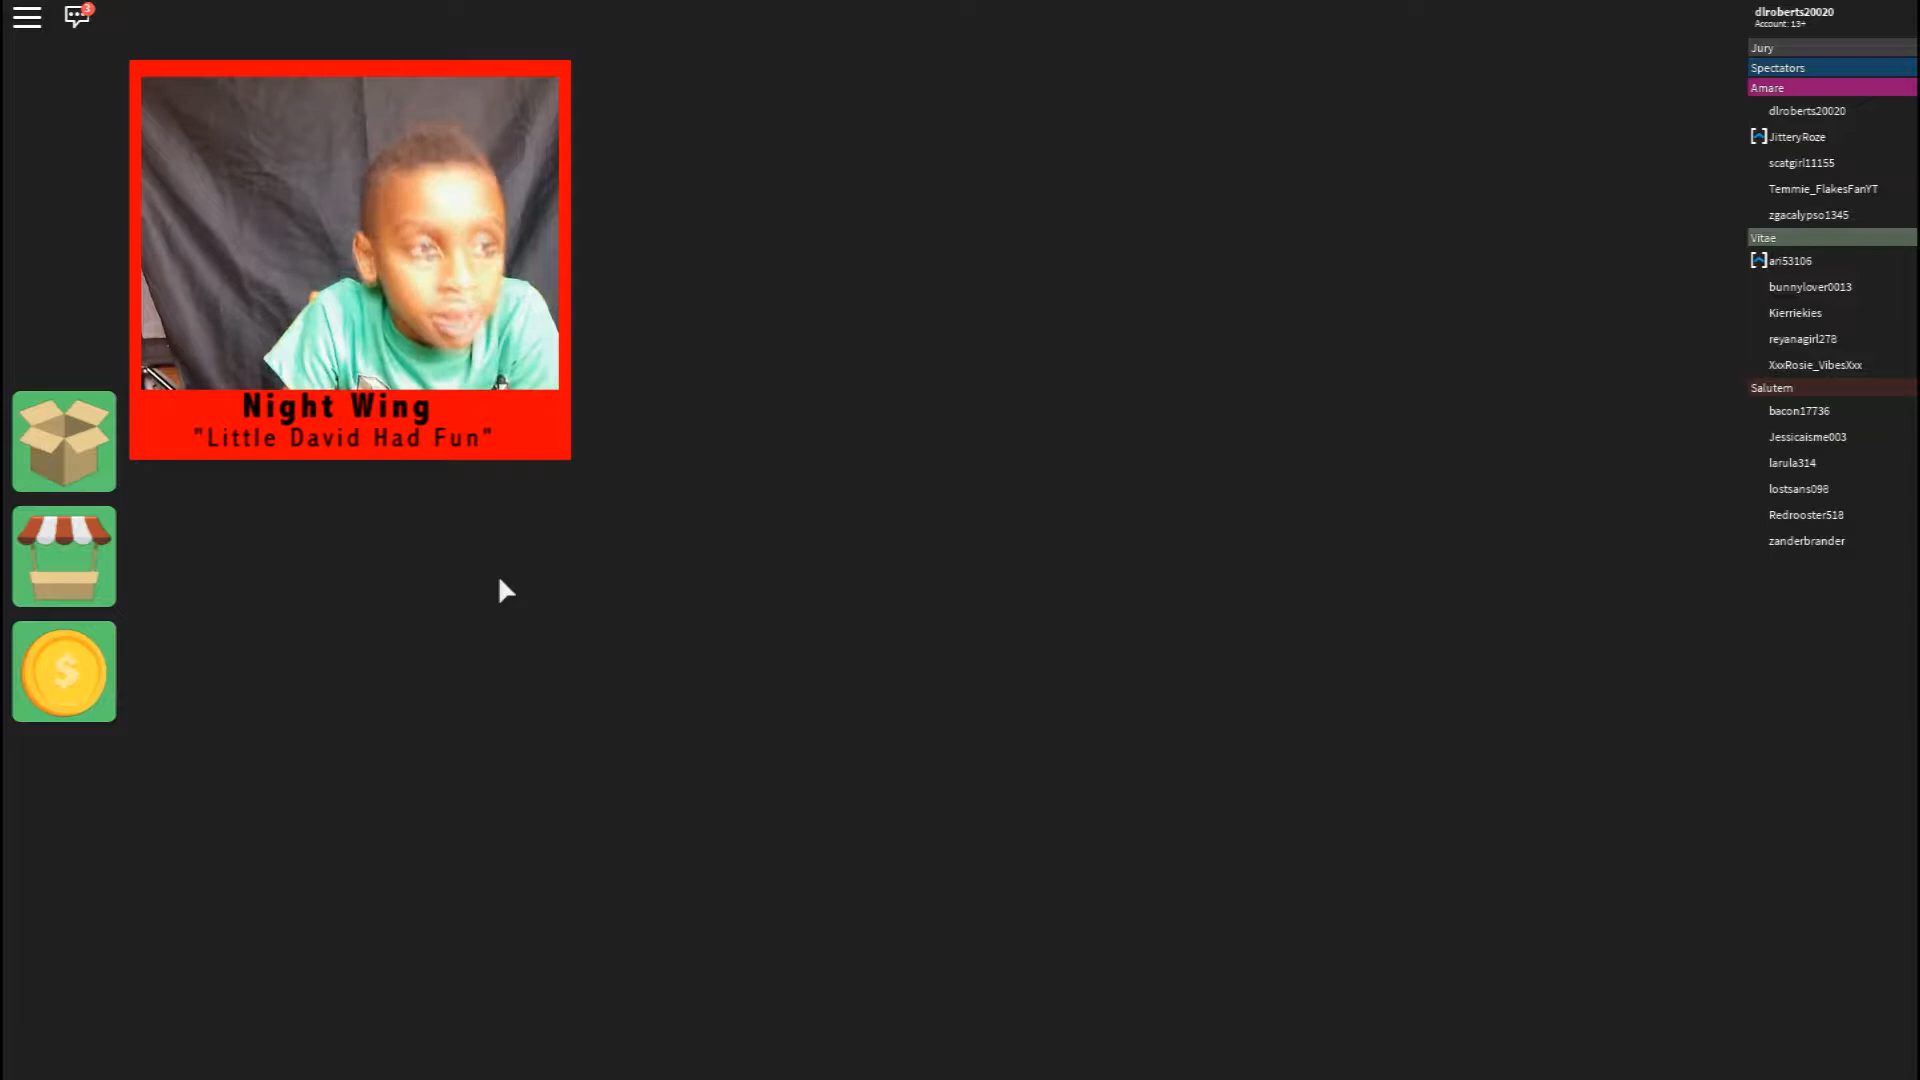 3
Night Wing
"Little David Had Fun"
$
dlroberts20020
Account: 13+
Jury
Spectators
Amare
dlroberts20020
JitteryRoze
scatgirl11155
Temmie_FlakesFanYT
zgacalypso1345
Vitae
ari53106
bunnylover0013
Kierriekies
reyanagirl278
XxxRosie_VibesXxx
Salutem
bacon17736
Jessicaisme003
larula314
lostsans098
Redrooster518
zanderbrander